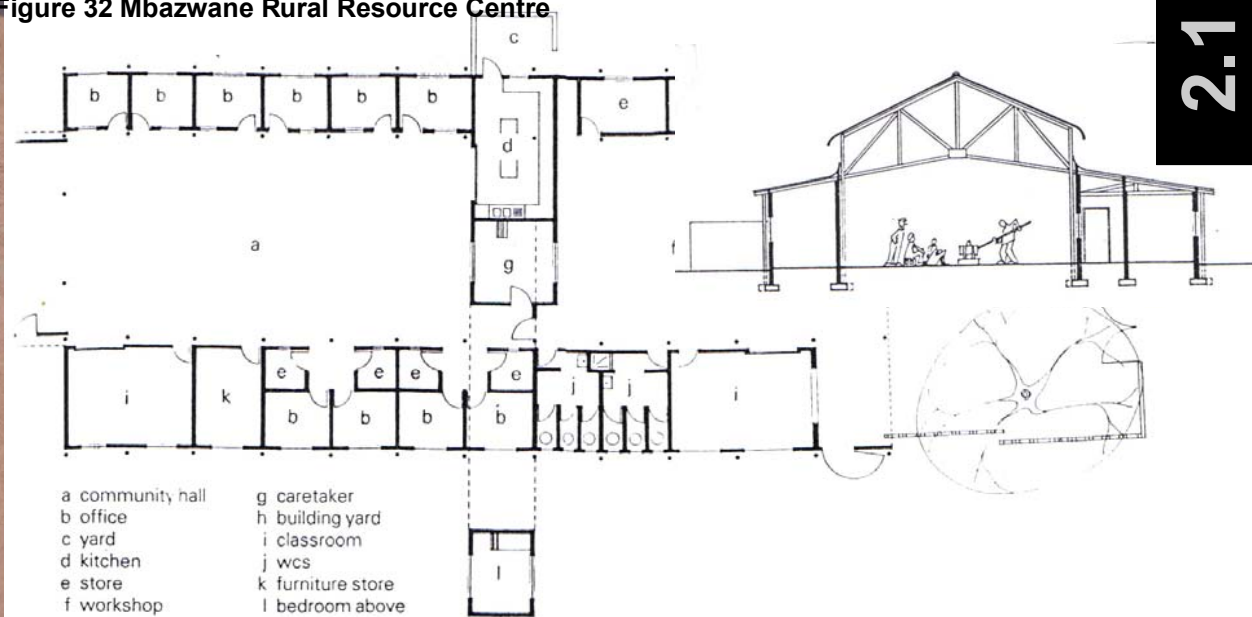 Figure 32 Mbazwane Rural Resource Centre
2.1
c
b b b b b b
e
d
a
g
f
i k e e e e j j i
b b b b
l
a community hall
b office
c yard
d kitchen
e store
f workshop
g caretaker
h building yard
i classroom
j wcs
k furniture store
l bedroom above